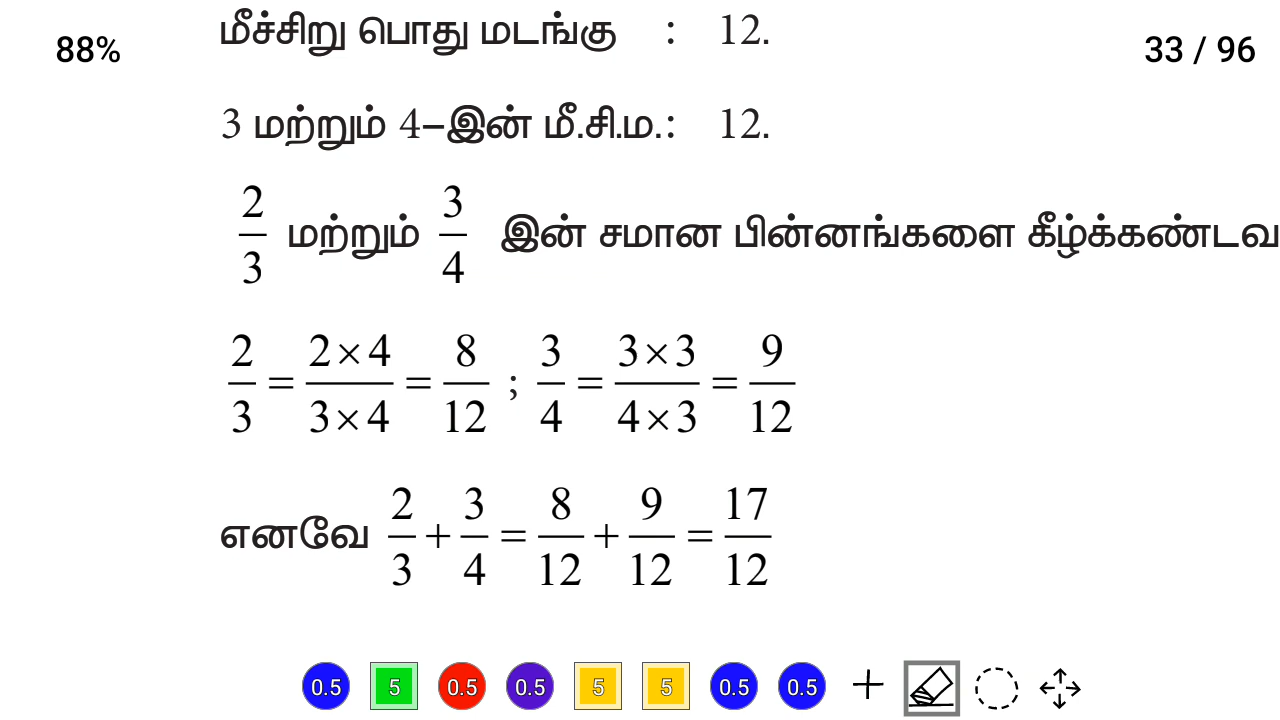 88%
33 / 96
மீச்சிறு பொது மடங்கு : 12.
3 மற்றும் 4–இன் மீ.சி.ம.: 12.
2/3 மற்றும் 3/4 இன் சமான பின்னங்களை கீழ்க்கண்டவ
2/3 = 2×4/3×4 = 8/12 ; 3/4 = 3×3/4×3 = 9/12
எனவே 2/3 + 3/4 = 8/12 + 9/12 = 17/12
0.5 5 0.5 0.5 5 5 0.5 0.5